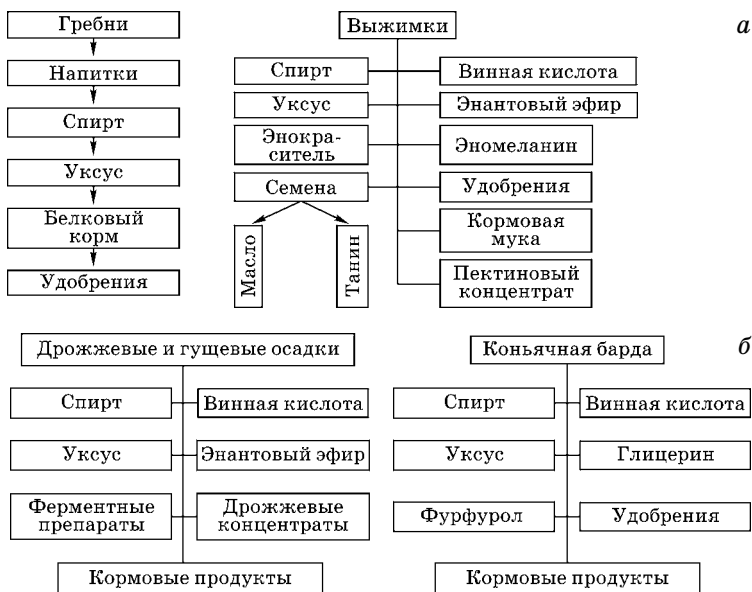 Гребни
Напитки
Спирт
Уксус
Белковый
корм
Удобрения
Выжимки
а
Спирт
Винная кислота
Уксус
Энантовый эфир
Энокра-
ситель
Эномеланин
Семена
Удобрения
Масло
Танин
Кормовая
мука
Пектиновый
концентрат
Дрожжевые и гущевые осадки
Спирт
Винная кислота
Уксус
Энантовый эфир
Ферментные
препараты
Дрожжевые
концентраты
Кормовые продукты
Коньячная барда
б
Спирт
Винная кислота
Уксус
Глицерин
Фурфурол
Удобрения
Кормовые продукты